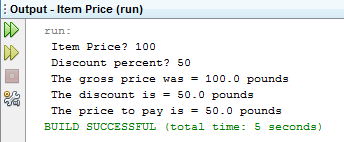 Output - Item Price (run)
run:
Item Price? 100
Discount percent? 50
The gross price was = 100.0 pounds
The discount is = 50.0 pounds
The price to pay is = 50.0 pounds
BUILD SUCCESSFUL (total time: 5 seconds)